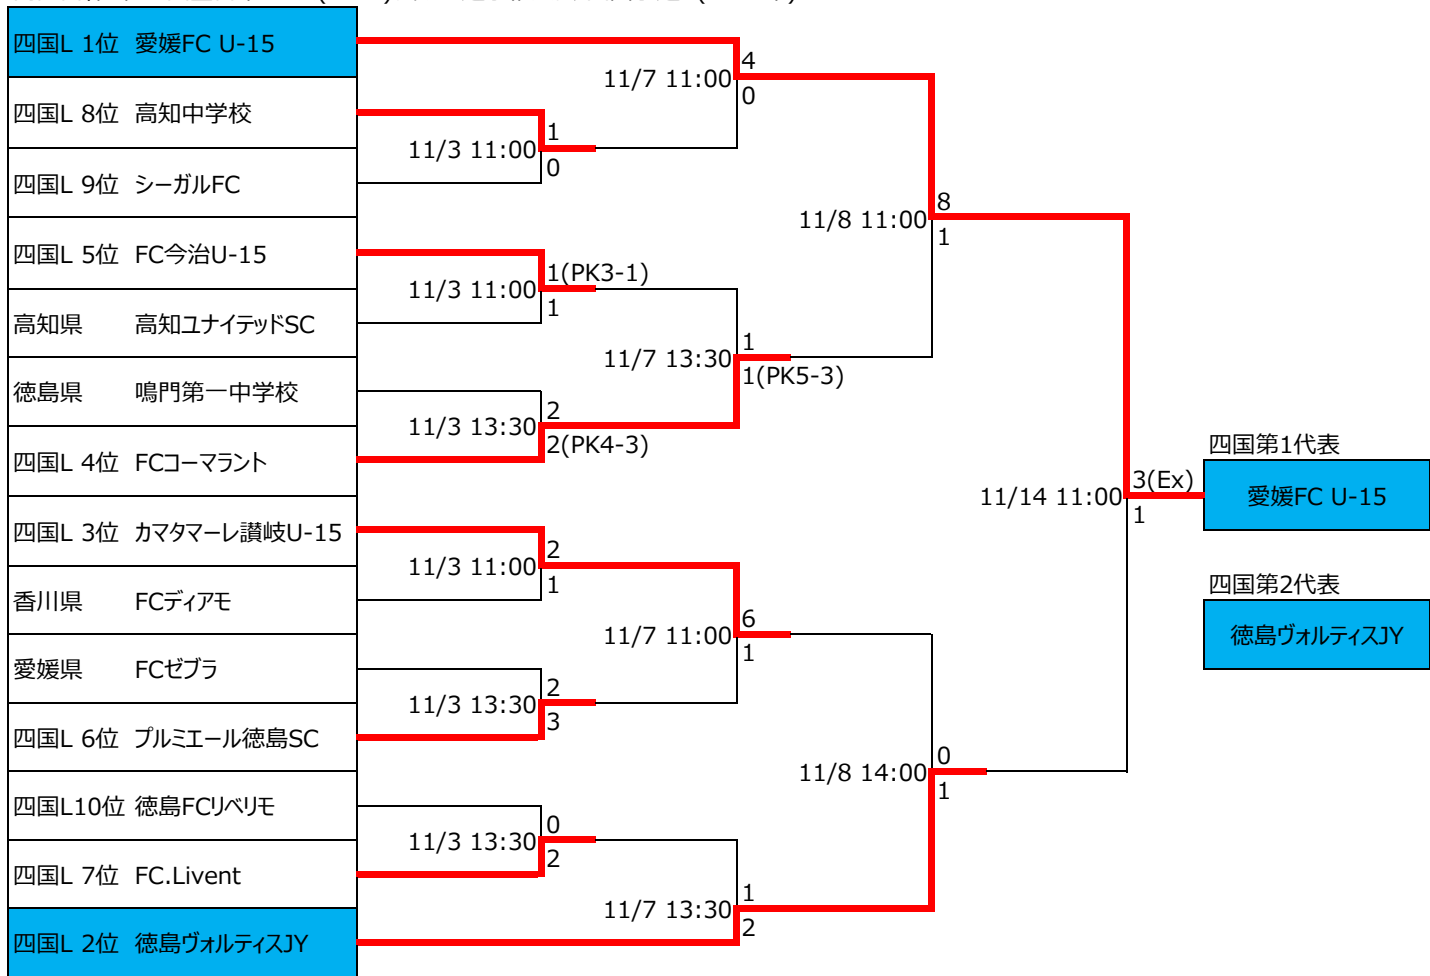 四国L 1位 愛媛FC U-15
四国L 8位 高知中学校
四国L 9位 シーガルFC
四国L 5位 FC今治U-15
高知県 高知ユナイテッドSC
徳島県 鳴門第一中学校
四国L 4位 FCコーマラント
四国L 3位 カマタマーレ讃岐U-15
香川県 FCディアモ
愛媛県 FCゼブラ
四国L 6位 プルミエール徳島SC
四国L10位 徳島FCリベリモ
四国L 7位 FC.Livent
四国L 2位 徳島ヴォルティスJY
11/3 11:00
1
0
11/3 11:00
1(PK3-1)
1
11/3 13:30
2
2(PK4-3)
11/3 11:00
2
1
11/3 13:30
2
3
11/3 13:30
0
2
11/7 11:00
4
0
11/7 13:30
1
1(PK5-3)
11/7 11:00
6
1
11/7 13:30
1
2
11/8 11:00
8
1
11/8 14:00
0
1
11/14 11:00
3(Ex)
1
四国第1代表
愛媛FC U-15
四国第2代表
徳島ヴォルティスJY